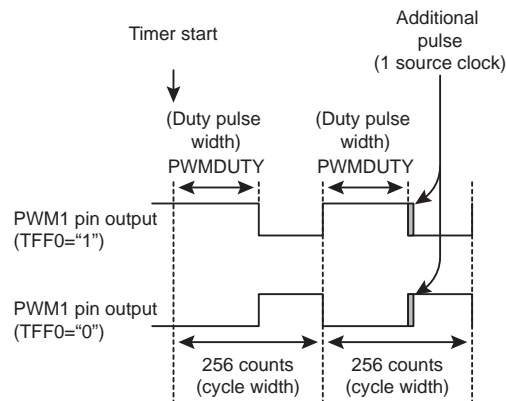 Timer start
Additional
pulse
(1 source clock)
(Duty pulse
width)
PWMDUTY
(Duty pulse
width)
PWMDUTY
PWM1 pin output
(TFF0=“1”)
PWM1 pin output
(TFF0=“0”)
256 counts
(cycle width)
256 counts
(cycle width)